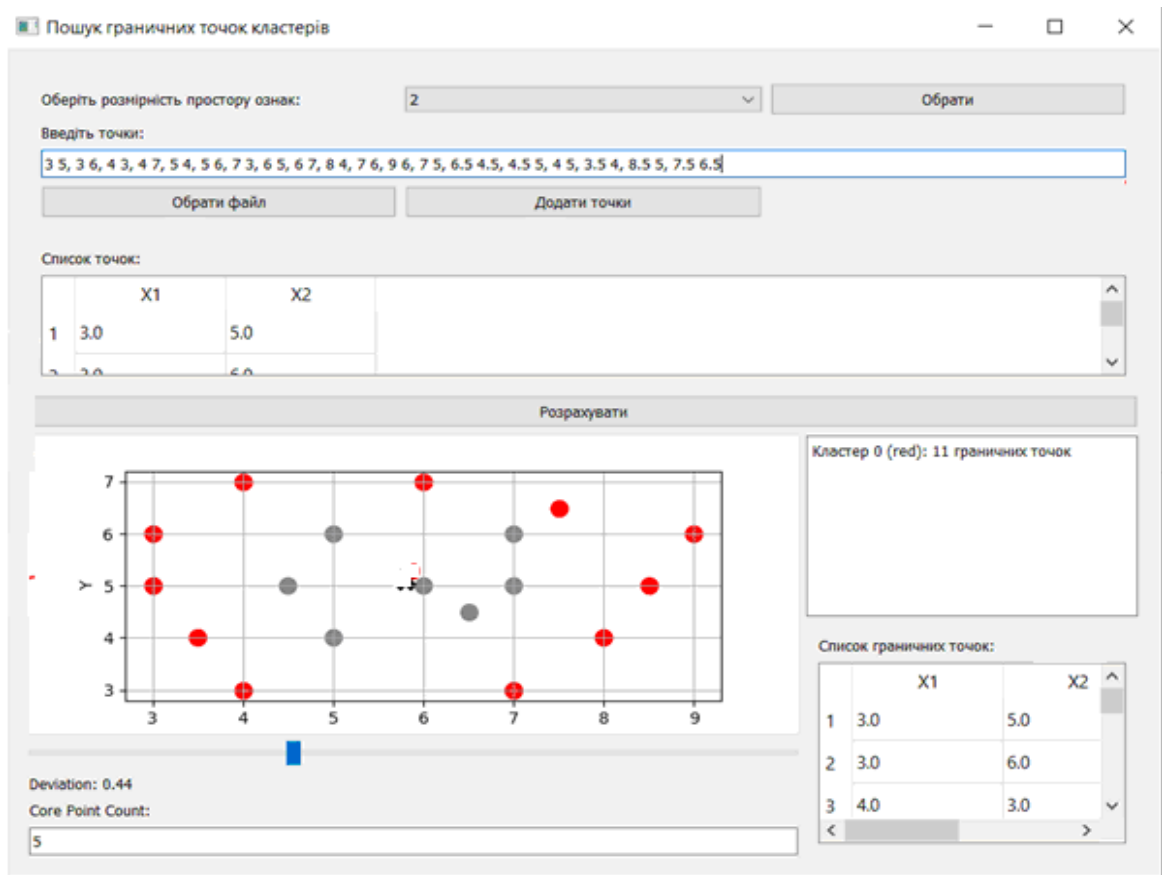 Пошук граничних точок кластерів
Оберіть розмірність простору ознак: 2 Обрати
Введіть точки:
3 5, 3 6, 4 3, 4 7, 5 4, 5 6, 7 3, 6 5, 6 7, 8 4, 7 6, 9 6, 7 5, 6.5 4.5, 4.5 5, 4 5, 3.5 4, 8.5 5, 7.5 6.5
Обрати файл Додати точки
Список точок:
X1 X2
1 3.0 5.0
Розрахувати
Кластер 0 (red): 11 граничних точок
7
6
Y 5
4
3
3 4 5 6 7 8 9
Список граничних точок:
X1 X2
1 3.0 5.0
2 3.0 6.0
3 4.0 3.0
Deviation: 0.44
Core Point Count:
5